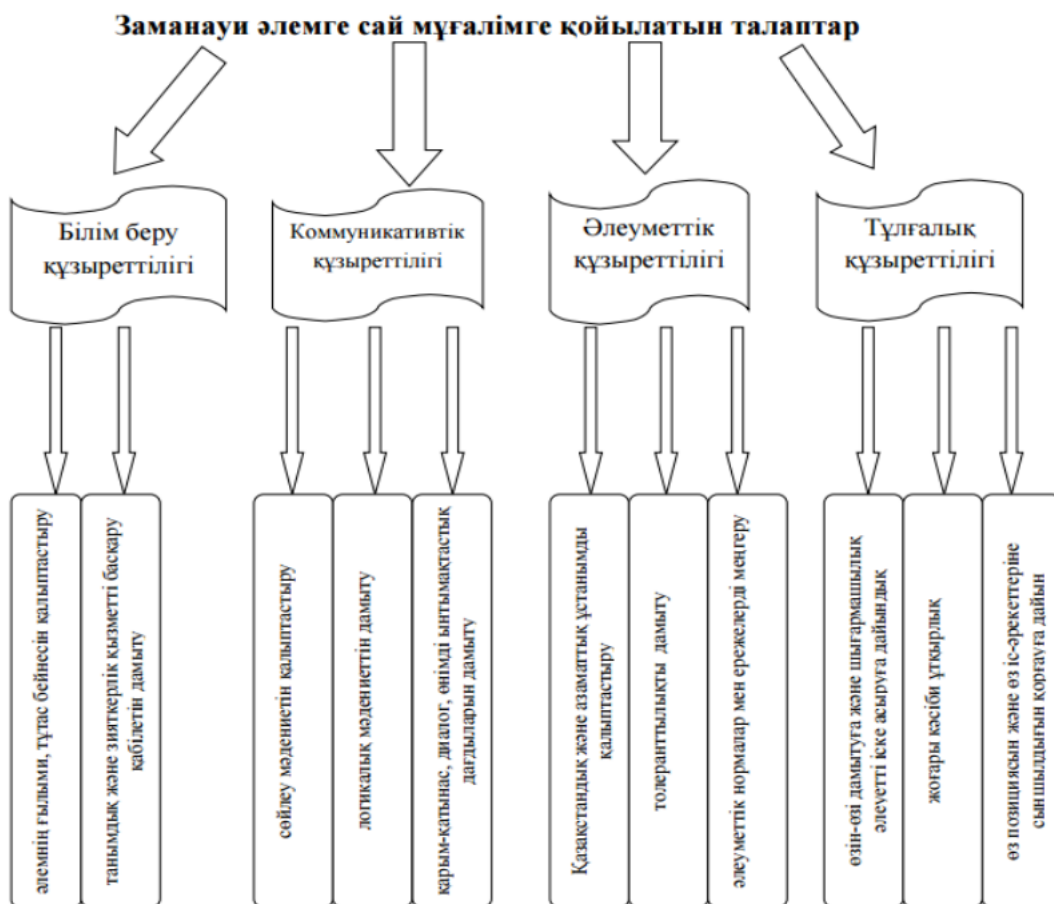 Заманауи әлемге сай мұғалімге қойылатын талаптар
Білім беру
құзыреттілігі
Коммуникативтік
құзыреттілігі
Әлеуметтік
құзыреттілігі
Тұлғалық
құзыреттілігі
әлемнің ғылыми, тұтас бейнесін қалыптастыру
танымдық және зияткерлік қызметті басқару
қабілетін дамыту
сөйлеу мәдениетін қалыптастыру
логикалық мәдениеттін дамыту
қарым-қатынас, диалог, өнімді ынтымақтастық
дағдыларын дамыту
Қазақстандық және азаматтық ұстанымды
қалыптастыру
толеранттылықты дамыту
әлеуметтік нормалар мен ережелерді меңгеру
өзін-өзі дамытуға және шығармашылық
әлеуетті іске асыруға дайындық
жоғары кәсіби ұтқырлық
өз позициясын және өз іс-әрекеттеріне
сыншылдығын қорғауға дайын